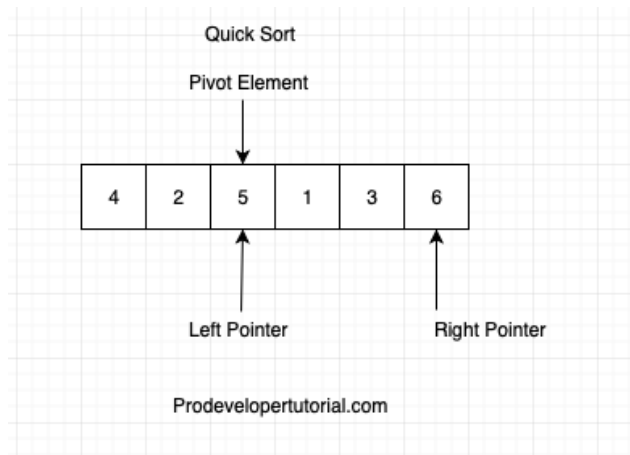 Quick Sort
Pivot Element
4 2 5 1 3 6
Left Pointer
Right Pointer
Prodevelopertutorial.com